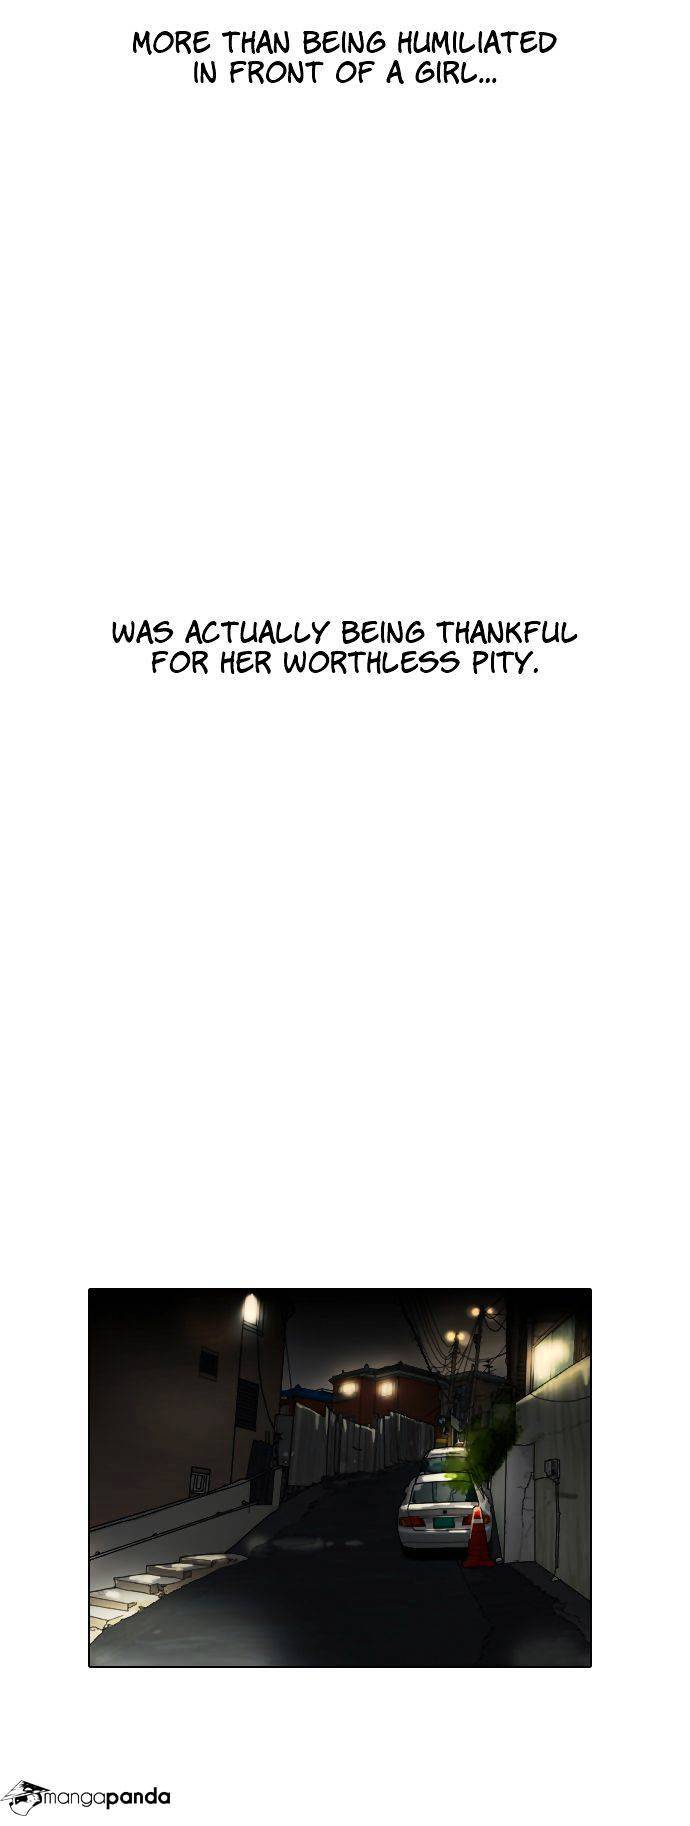 MORE THAN BEING HUMILIATED
IN FRONT OF A GIRL...
WAS ACTUALLY BEING THANKFUL
FOR HER WORTHLESS PITY.
mangapanda